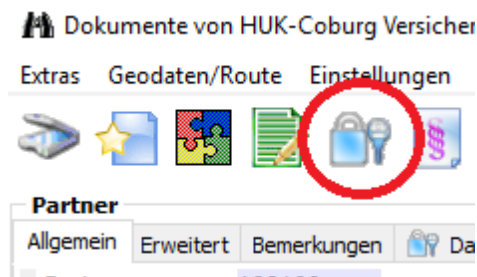 Dokumente von HUK-Coburg Versicher
Extras Geodaten/Route Einstellungen
§
Partner
Allgemein Erweitert Bemerkungen Da